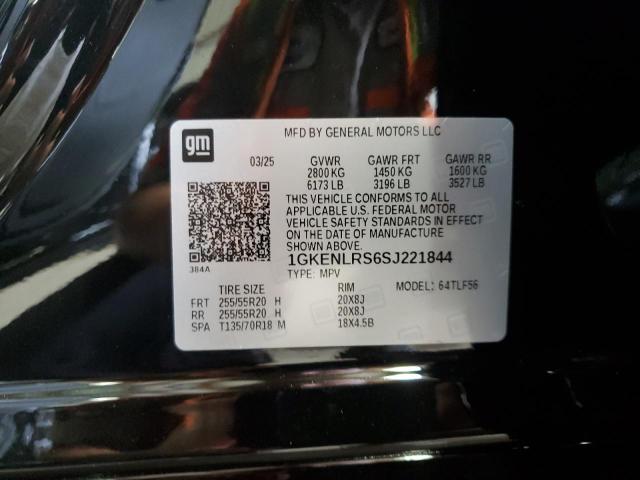 gm
MFD BY GENERAL MOTORS LLC
03/25 GVWR GAWR FRT GAWR RR
2800 KG 1450 KG 1600 KG
6173 LB 3196 LB 3527 LB
THIS VEHICLE CONFORMS TO ALL
APPLICABLE U.S. FEDERAL MOTOR
VEHICLE SAFETY STANDARDS IN EFFECT
ON THE DATE OF MANUFACTURE
SHOWN ABOVE.
384A
1GKENLRS6SJ221844
TYPE: MPV
TIRE SIZE RIM MODEL: 64TLF56
FRT 255/55R20 H 20X8J
RR 255/55R20 H 20X8J
SPA T135/70R18 M 18X4.5B